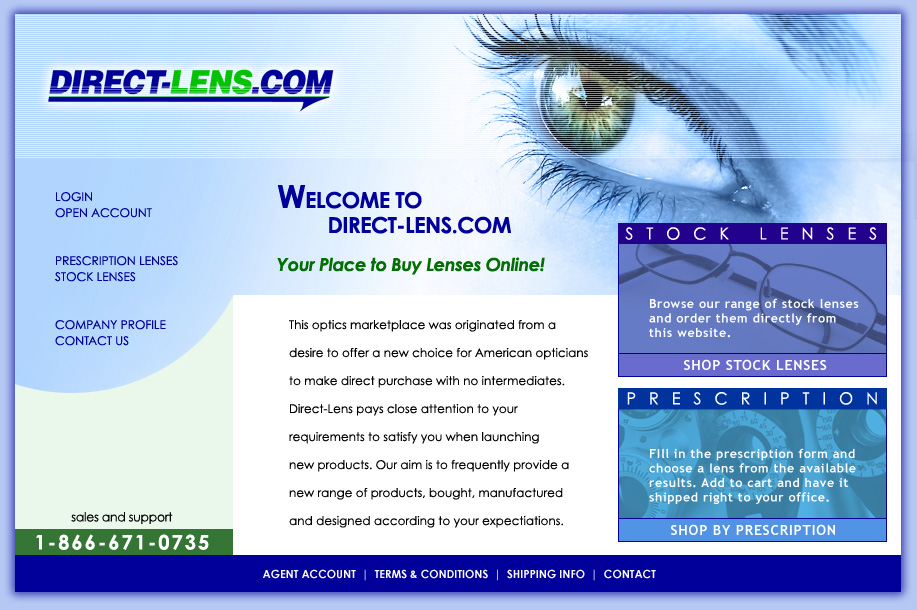 DIRECT-LENS.COM
LOGIN
OPEN ACCOUNT
PRESCRIPTION LENSES
STOCK LENSES
COMPANY PROFILE
CONTACT US
sales and support
1-866-671-0735
WELCOME TO
DIRECT-LENS.COM
Your Place to Buy Lenses Online!
This optics marketplace was originated from a
desire to offer a new choice for American opticians
to make direct purchase with no intermediates.
Direct-Lens pays close attention to your
requirements to satisfy you when launching
new products. Our aim is to frequently provide a
new range of products, bought, manufactured
and designed according to your expectiations.
STOCK LENSES
Browse our range of stock lenses
and order them directly from
this website.
SHOP STOCK LENSES
PRESCRIPTION
FIll in the prescription form and
choose a lens from the available
results. Add to cart and have it
shipped right to your office.
SHOP BY PRESCRIPTION
AGENT ACCOUNT | TERMS & CONDITIONS | SHIPPING INFO | CONTACT